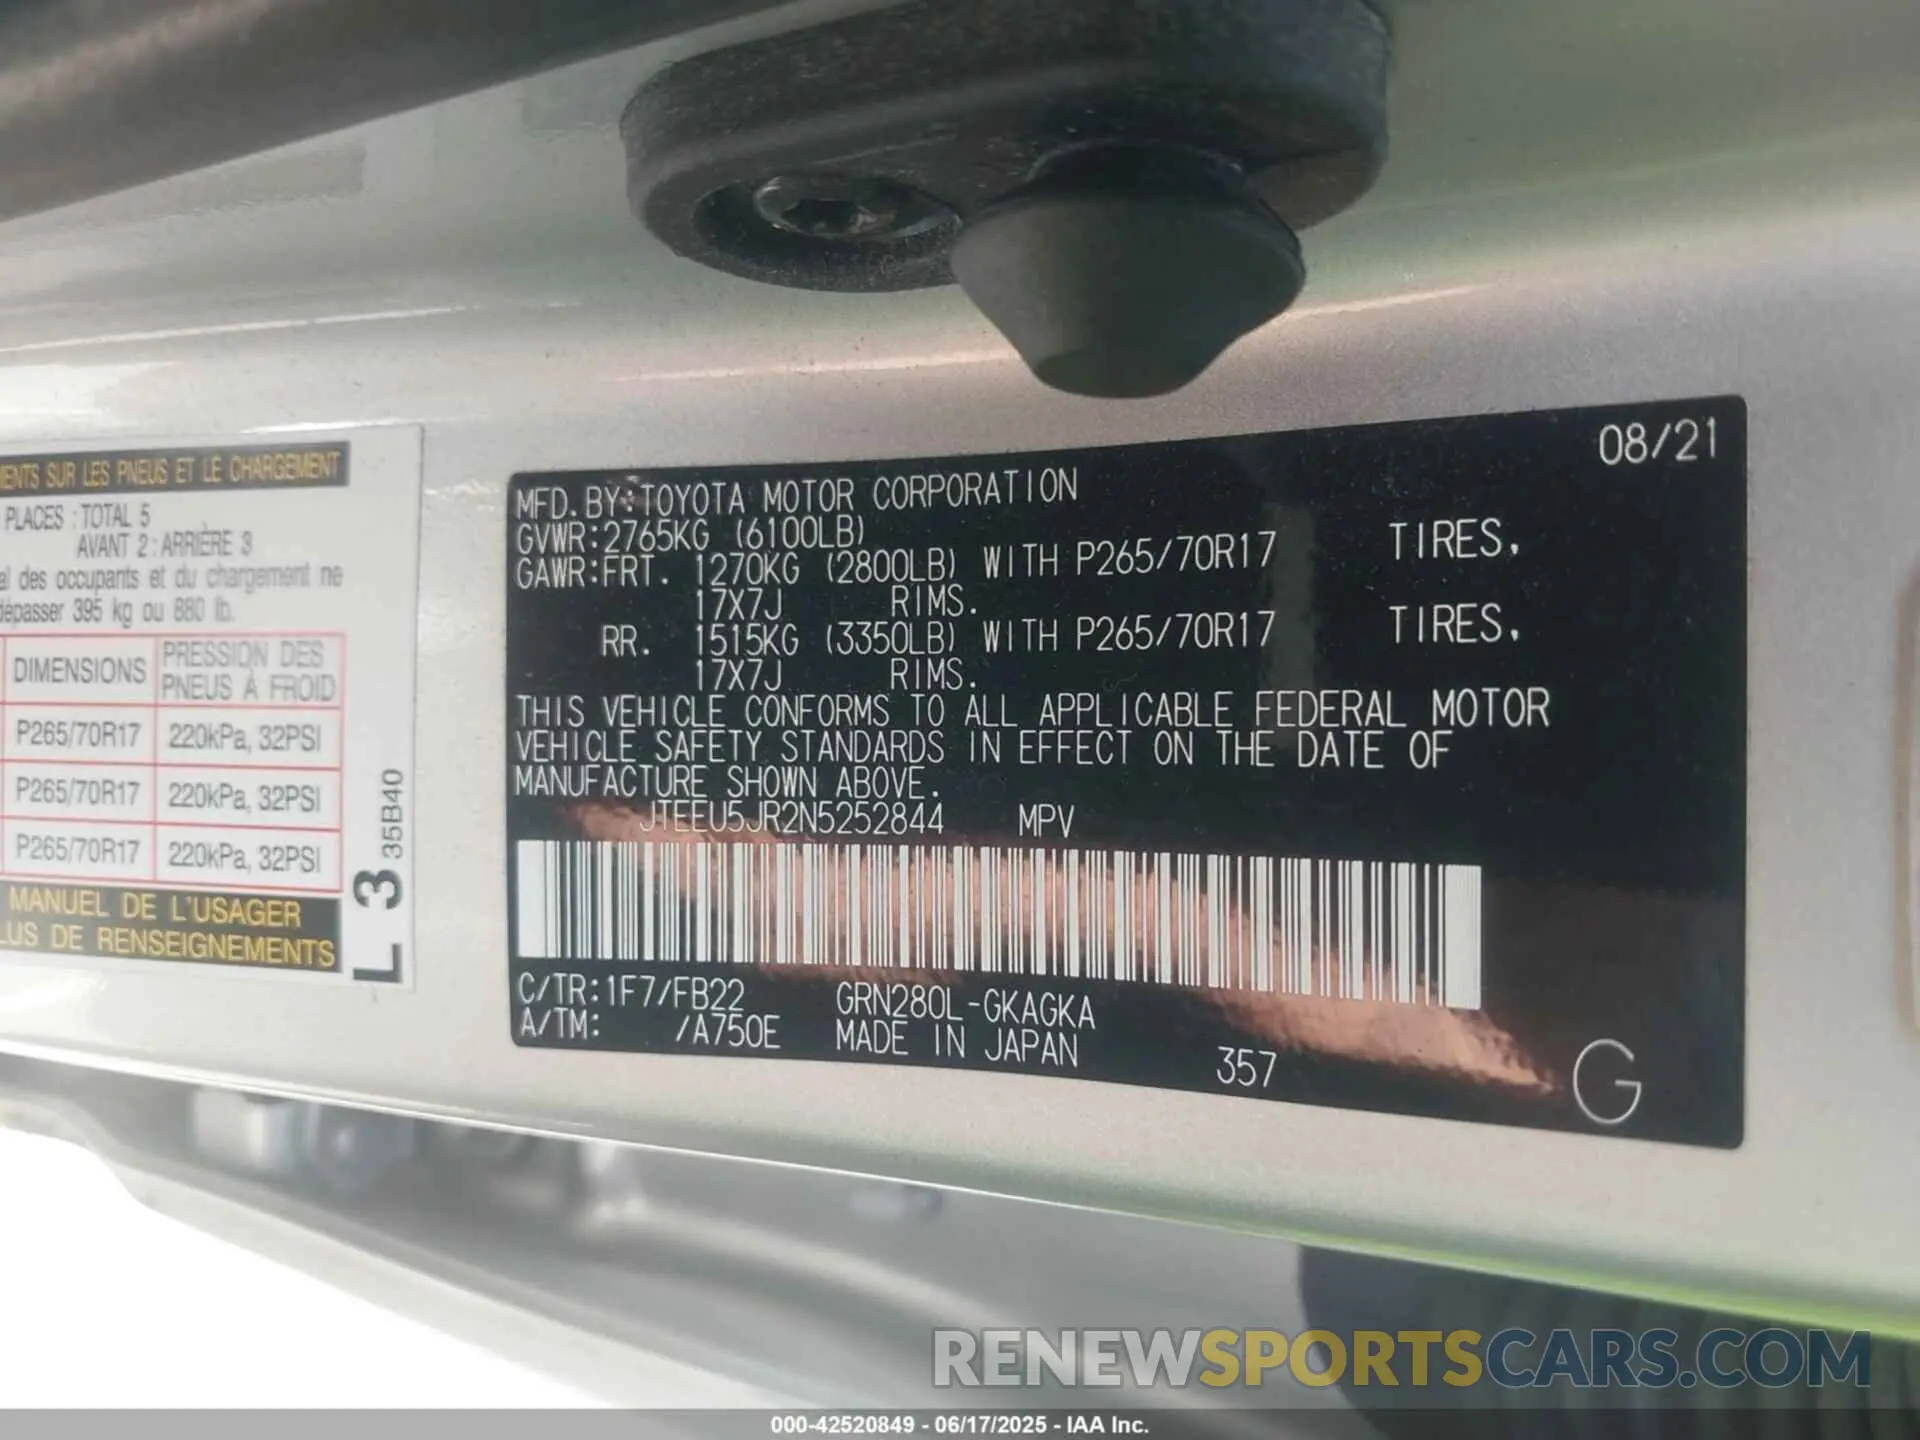 MENTS SUR LES PNEUS ET LE CHARGEMENT
PLACES : TOTAL 5
AVANT 2 : ARRIÈRE 3
al des occupants et du chargement ne
dépasser 395 kg ou 880 lb.
DIMENSIONS PRESSION DES
PNEUS À FROID
P265/70R17 220kPa, 32PSI
P265/70R17 220kPa, 32PSI
P265/70R17 220kPa, 32PSI
MANUEL DE L'USAGER
LUS DE RENSEIGNEMENTS
L 3 35B40
08/21
MFD. BY: TOYOTA MOTOR CORPORATION
GVWR: 2765KG (6100LB)
GAWR: FRT. 1270KG (2800LB) WITH P265/70R17 TIRES,
17X7J RIMS.
RR. 1515KG (3350LB) WITH P265/70R17 TIRES,
17X7J RIMS.
THIS VEHICLE CONFORMS TO ALL APPLICABLE FEDERAL MOTOR
VEHICLE SAFETY STANDARDS IN EFFECT ON THE DATE OF
MANUFACTURE SHOWN ABOVE.
JTEEU5JR2N5252844 MPV
C/TR: 1F7/FB22 GRN280L-GKAGKA
A/TM: /A750E MADE IN JAPAN
357
G
RENEWSPORTSCARS.COM
000-42520849 - 06/17/2025 - IAA Inc.